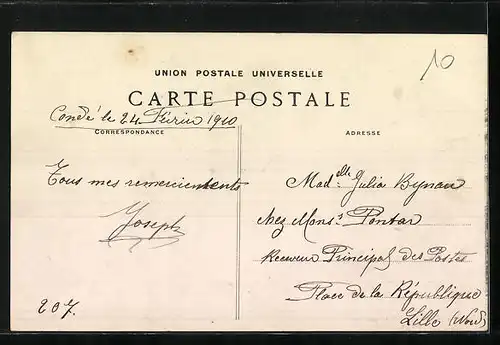 10
UNION POSTALE UNIVERSELLE
CARTE POSTALE
Condé le 24 Février 1910
CORRESPONDANCE
ADRESSE
Tous mes remerciements
Joseph
207.
Mad.elle Julia Bynau
chez Mons.r Pontar
Receveur Principal des Postes
Place de la République
Lille (Nord)